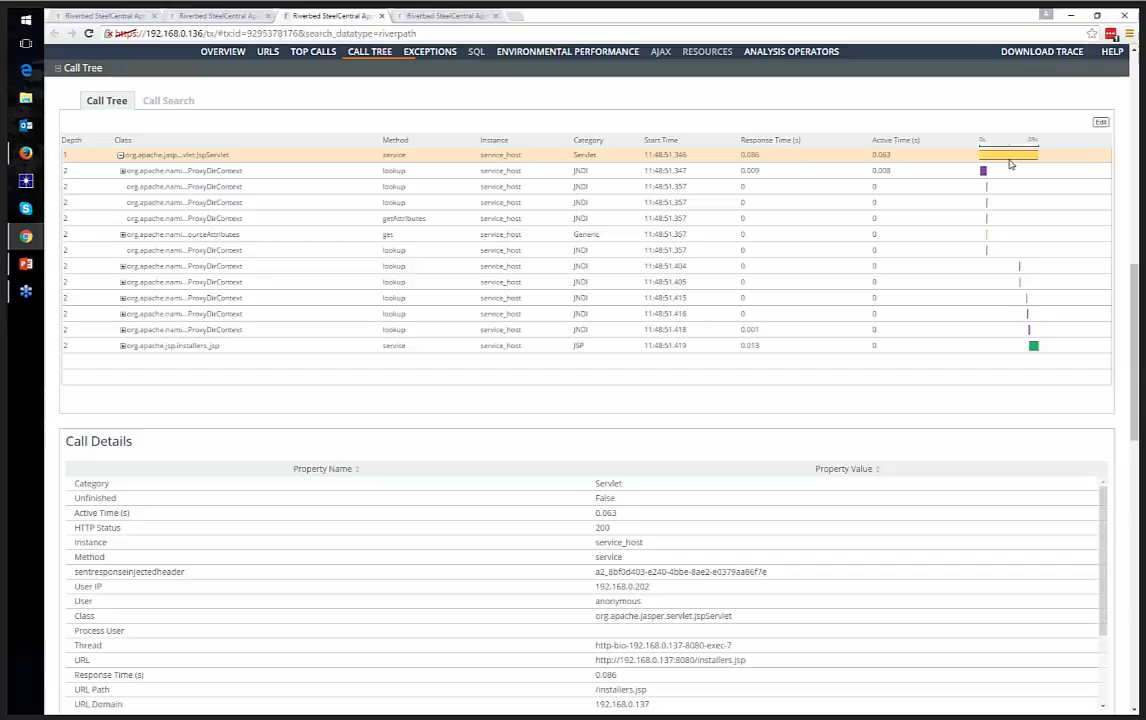 Riverbed SteelCentral App Riverbed SteelCentral App Riverbed SteelCentral App Riverbed SteelCentral App
https://192.168.0.136/tx/#txid=9295378176&search_datatype=riverpath
OVERVIEW URLS TOP CALLS CALL TREE EXCEPTIONS SQL ENVIRONMENTAL PERFORMANCE AJAX RESOURCES ANALYSIS OPERATORS DOWNLOAD TRACE HELP
Call Tree
Call Tree Call Search
Edit
Depth Class Method Instance Category Start Time Response Time (s) Active Time (s) 0s .09s
1 org.apache.jasp...vlet.JspServlet service service_host Servlet 11:48:51.346 0.086 0.063
2 org.apache.nami...ProxyDirContext lookup service_host JNDI 11:48:51.347 0.009 0.008
2 org.apache.nami...ProxyDirContext lookup service_host JNDI 11:48:51.357 0 0
2 org.apache.nami...ProxyDirContext lookup service_host JNDI 11:48:51.357 0 0
2 org.apache.nami...ProxyDirContext getAttributes service_host JNDI 11:48:51.357 0 0
2 org.apache.nami...ourceAttributes get service_host Generic 11:48:51.357 0 0
2 org.apache.nami...ProxyDirContext lookup service_host JNDI 11:48:51.357 0 0
2 org.apache.nami...ProxyDirContext lookup service_host JNDI 11:48:51.404 0 0
2 org.apache.nami...ProxyDirContext lookup service_host JNDI 11:48:51.405 0 0
2 org.apache.nami...ProxyDirContext lookup service_host JNDI 11:48:51.415 0 0
2 org.apache.nami...ProxyDirContext lookup service_host JNDI 11:48:51.416 0 0
2 org.apache.nami...ProxyDirContext lookup service_host JNDI 11:48:51.418 0.001 0
2 org.apache.jsp.installers_jsp service service_host JSP 11:48:51.419 0.013 0
Call Details
Property Name Property Value
Category Servlet
Unfinished False
Active Time (s) 0.063
HTTP Status 200
Instance service_host
Method service
sentresponseinjectedheader a2_8bf0d403-e240-4bbe-8ae2-e0379aa86f7e
User IP 192.168.0.202
User anonymous
Class org.apache.jasper.servlet.JspServlet
Process User
Thread http-bio-192.168.0.137-8080-exec-7
URL http://192.168.0.137:8080/installers.jsp
Response Time (s) 0.086
URL Path /installers.jsp
URL Domain 192.168.0.137